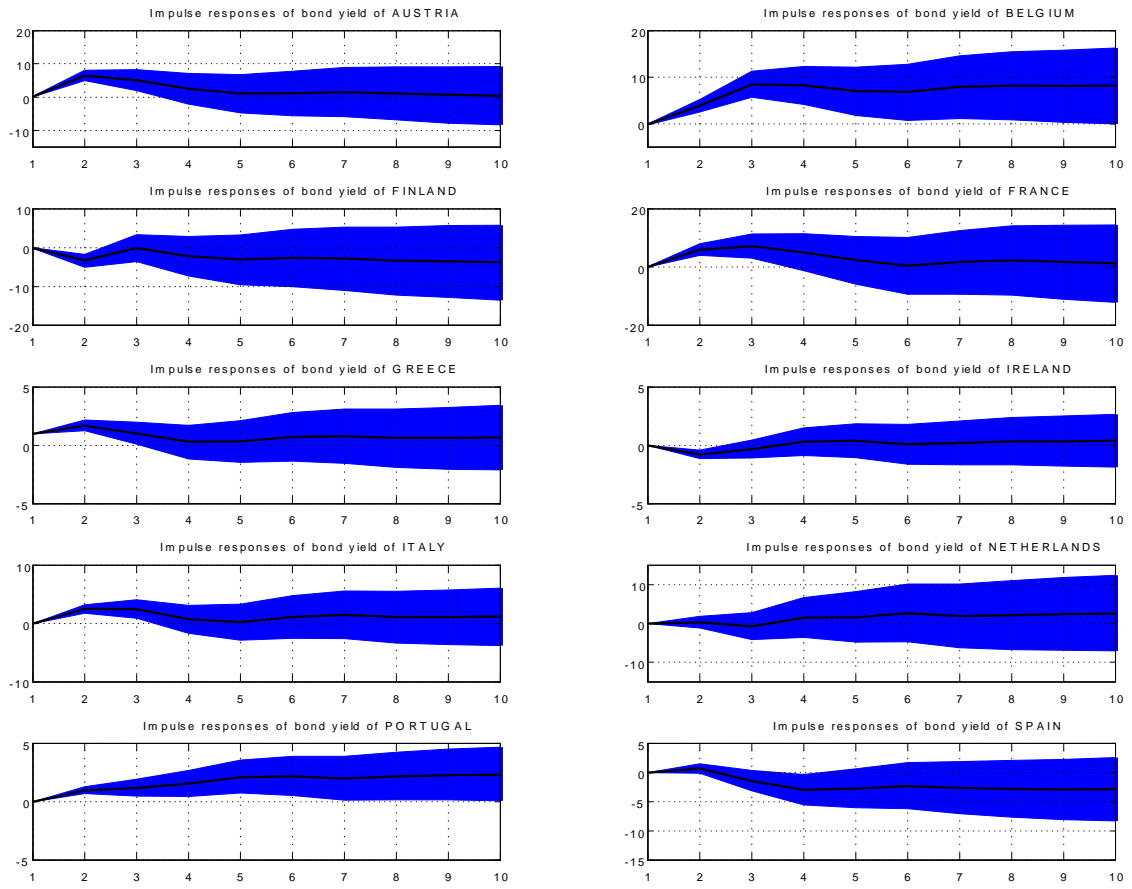 Impulse responses of bond yield of AUSTRIA
20
10
0
-10
1 2 3 4 5 6 7 8 9 10
Impulse responses of bond yield of BELGIUM
20
10
0
1 2 3 4 5 6 7 8 9 10
Impulse responses of bond yield of FINLAND
10
0
-10
-20
1 2 3 4 5 6 7 8 9 10
Impulse responses of bond yield of FRANCE
20
0
-20
1 2 3 4 5 6 7 8 9 10
Impulse responses of bond yield of GREECE
5
0
-5
1 2 3 4 5 6 7 8 9 10
Impulse responses of bond yield of IRELAND
5
0
-5
1 2 3 4 5 6 7 8 9 10
Impulse responses of bond yield of ITALY
10
0
-10
1 2 3 4 5 6 7 8 9 10
Impulse responses of bond yield of NETHERLANDS
10
0
-10
1 2 3 4 5 6 7 8 9 10
Impulse responses of bond yield of PORTUGAL
5
0
-5
1 2 3 4 5 6 7 8 9 10
Impulse responses of bond yield of SPAIN
5
0
-5
-10
-15
1 2 3 4 5 6 7 8 9 10